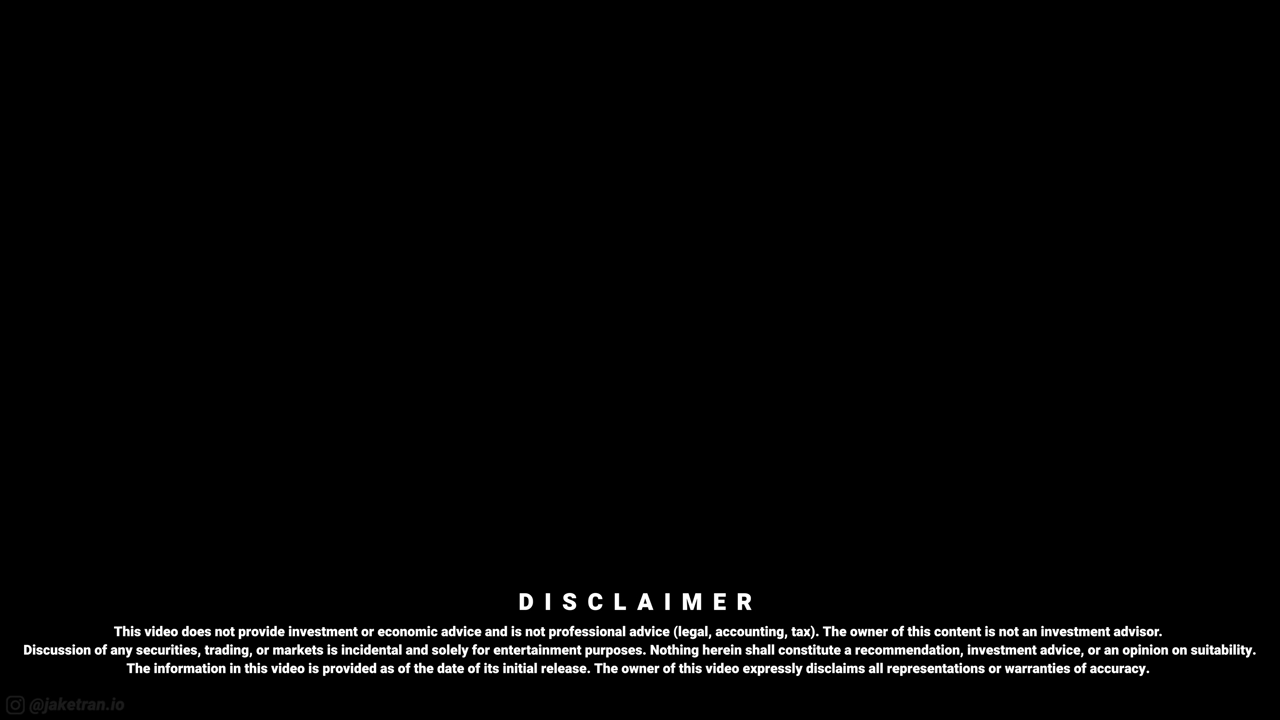 DISCLAIMER
This video does not provide investment or economic advice and is not professional advice (legal, accounting, tax). The owner of this content is not an investment advisor.
Discussion of any securities, trading, or markets is incidental and solely for entertainment purposes. Nothing herein shall constitute a recommendation, investment advice, or an opinion on suitability.
The information in this video is provided as of the date of its initial release. The owner of this video expressly disclaims all representations or warranties of accuracy.
@jaketran.io